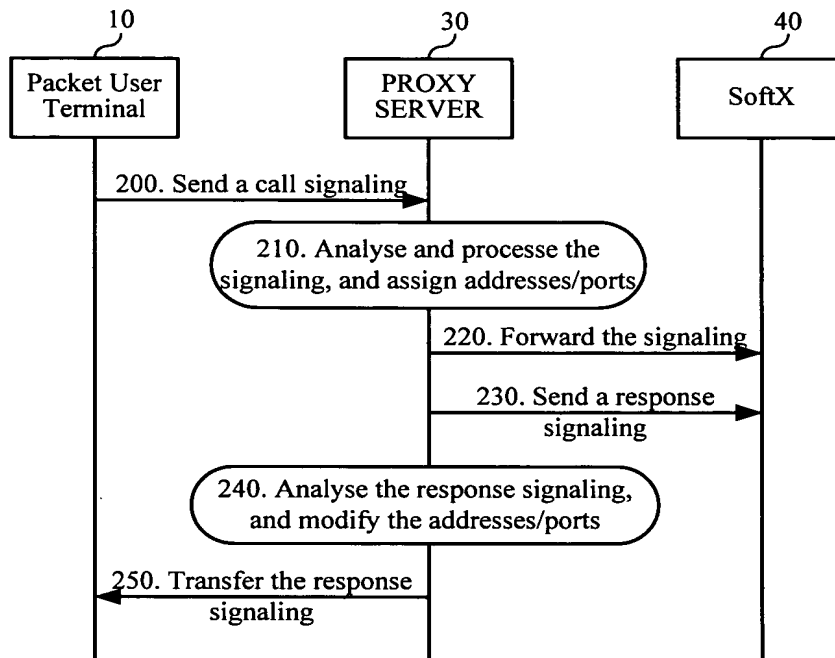 10
30
40
Packet User
Terminal
PROXY
SERVER
SoftX
200. Send a call signaling
210. Analyse and processe the
signaling, and assign addresses/ports
220. Forward the signaling
230. Send a response
signaling
240. Analyse the response signaling,
and modify the addresses/ports
250. Transfer the response
signaling